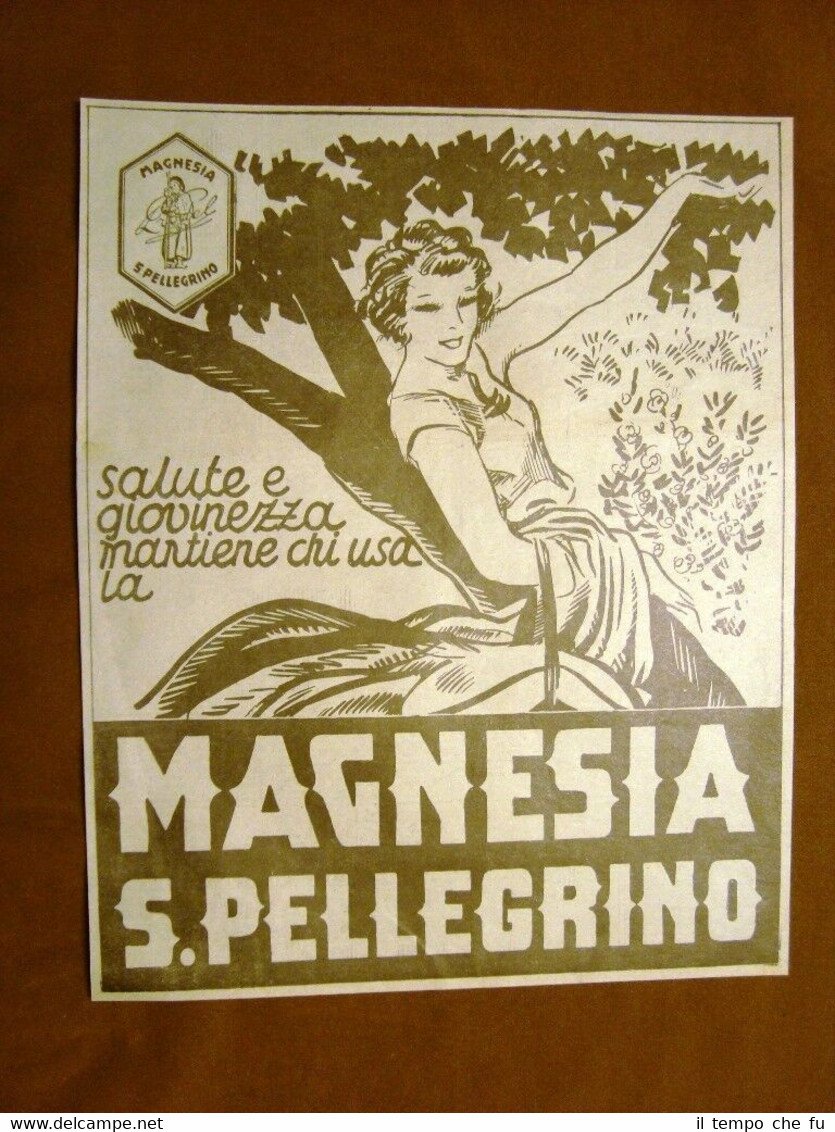 MAGNESIA
S.PELLEGRINO
salute e
giovinezza
mantiene chi usa
la
MAGNESIA
S.PELLEGRINO
www.delcampe.net
il tempo che fu